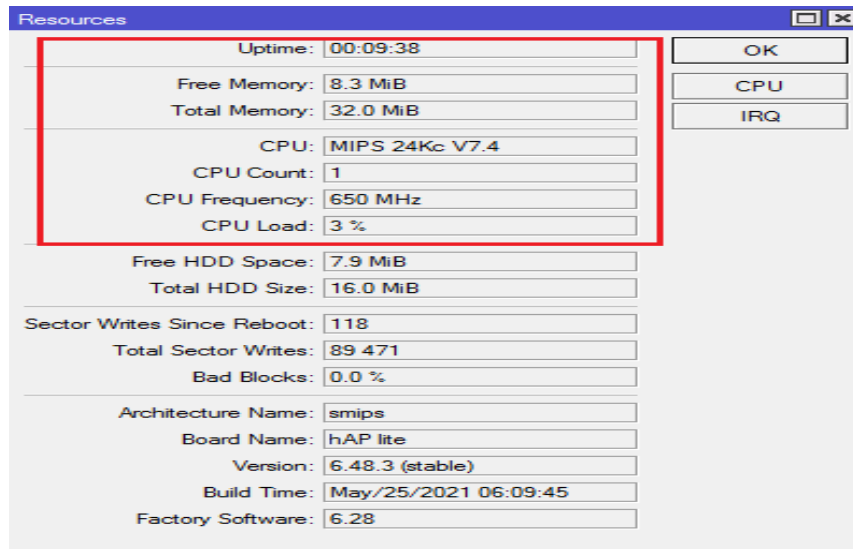 Resources
Uptime: 00:09:38
OK
Free Memory: 8.3 MiB
CPU
Total Memory: 32.0 MiB
IRQ
CPU: MIPS 24Kc V7.4
CPU Count: 1
CPU Frequency: 650 MHz
CPU Load: 3 %
Free HDD Space: 7.9 MiB
Total HDD Size: 16.0 MiB
Sector Writes Since Reboot: 118
Total Sector Writes: 89 471
Bad Blocks: 0.0 %
Architecture Name: smips
Board Name: hAP lite
Version: 6.48.3 (stable)
Build Time: May/25/2021 06:09:45
Factory Software: 6.28